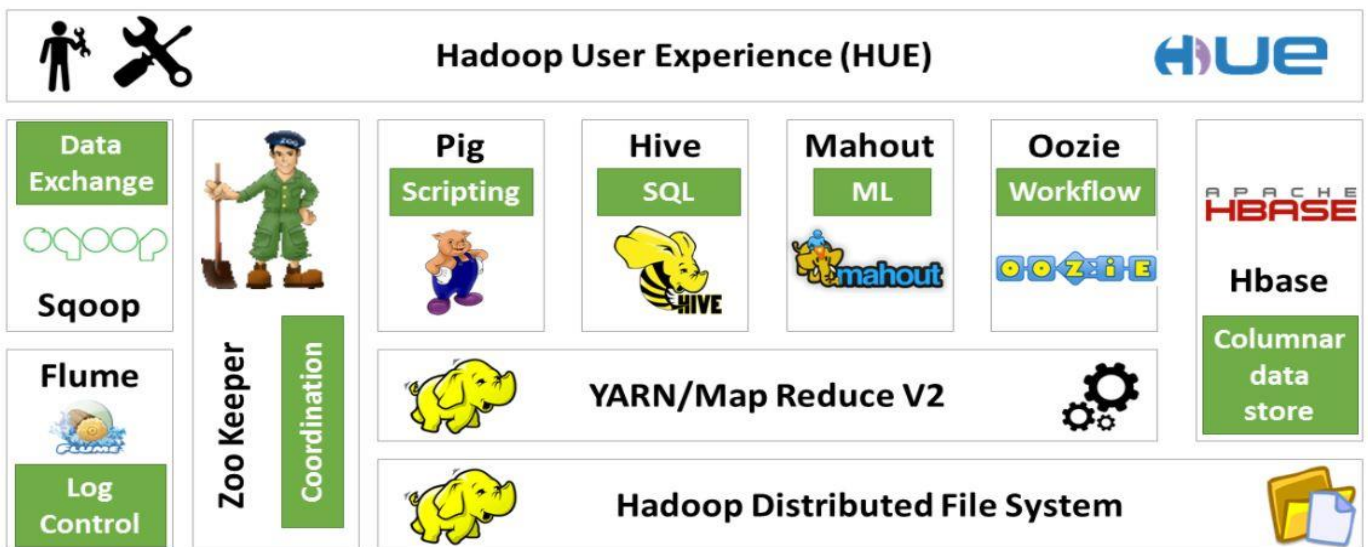 Hadoop User Experience (HUE)
HUE
Data
Exchange
sqoop
Sqoop
Flume
FLUME
Log
Control
ZOO
Zoo Keeper
Coordination
Pig
Scripting
Hive
SQL
HIVE
Mahout
ML
mahout
Oozie
Workflow
OOZiE
APACHE
HBASE
Hbase
Columnar
data
store
YARN/Map Reduce V2
Hadoop Distributed File System